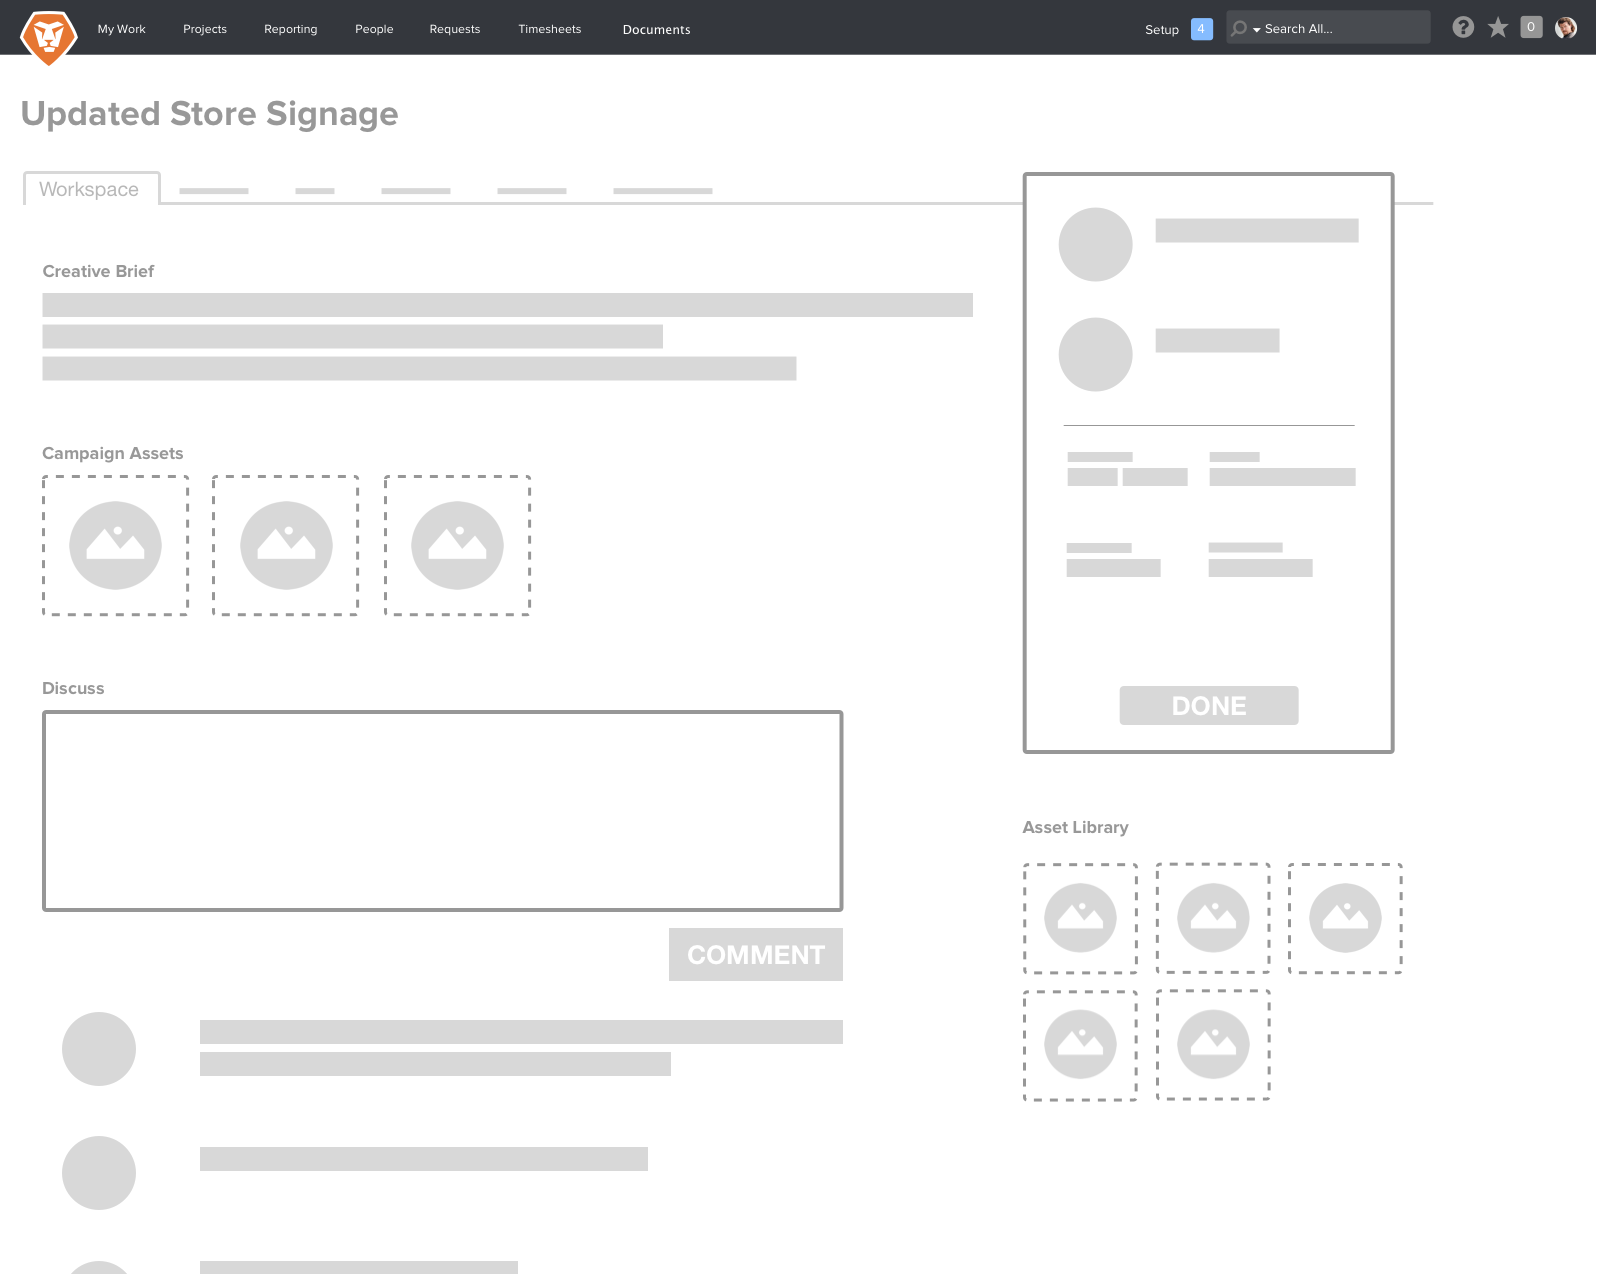 My Work Projects Reporting People Requests Timesheets Documents Setup 4 Search All... ? 0
Updated Store Signage
Workspace
Creative Brief
Campaign Assets
Discuss
DONE
Asset Library
COMMENT